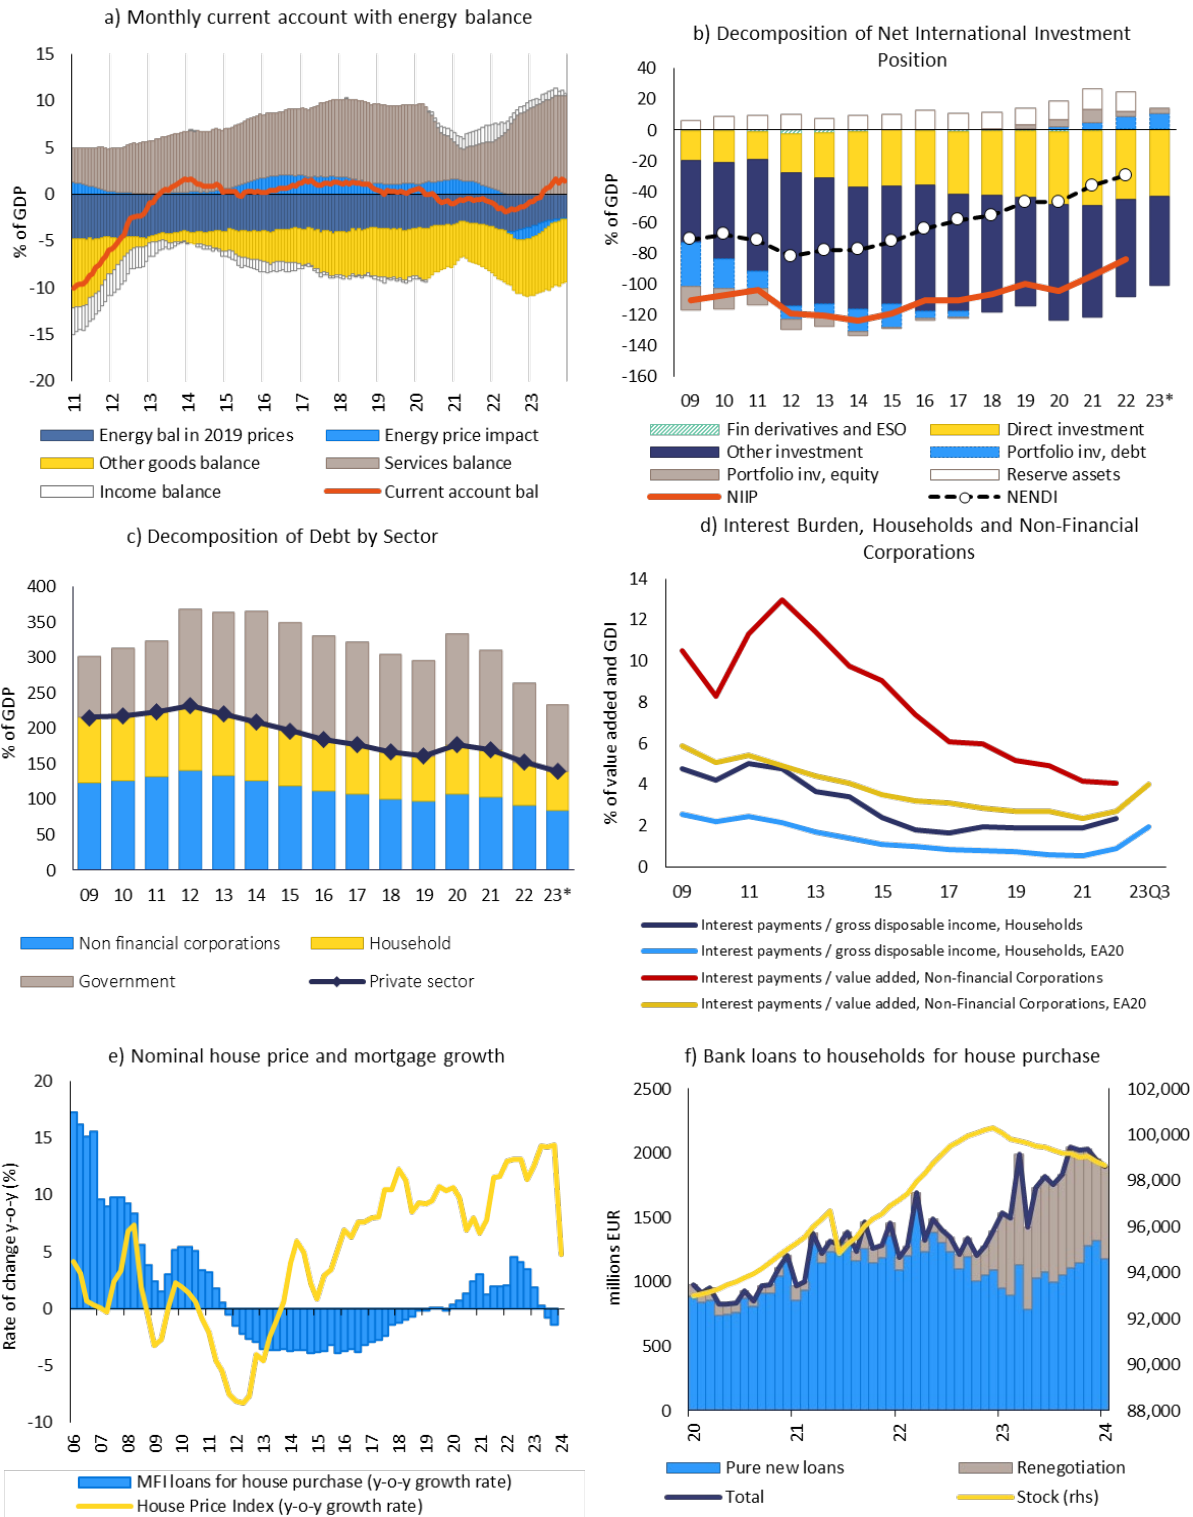 a) Monthly current account with energy balance
15
10
5
0
-5
-10
-15
-20
% of GDP
11 12 13 14 15 16 17 18 19 20 21 22 23
Energy bal in 2019 prices
Energy price impact
Other goods balance
Services balance
Income balance
Current account bal
b) Decomposition of Net International Investment
Position
40
20
0
-20
-40
-60
-80
-100
-120
-140
-160
% of GDP
09 10 11 12 13 14 15 16 17 18 19 20 21 22 23*
Fin derivatives and ESO
Direct investment
Other investment
Portfolio inv, debt
Portfolio inv, equity
Reserve assets
NIIP
NENDI
c) Decomposition of Debt by Sector
400
350
300
250
200
150
100
50
0
% of GDP
09 10 11 12 13 14 15 16 17 18 19 20 21 22 23*
Non financial corporations
Household
Government
Private sector
d) Interest Burden, Households and Non-Financial
Corporations
14
12
10
8
6
4
2
0
% of value added and GDI
09 11 13 15 17 19 21 23Q3
Interest payments / gross disposable income, Households
Interest payments / gross disposable income, Households, EA20
Interest payments / value added, Non-financial Corporations
Interest payments / value added, Non-Financial Corporations, EA20
e) Nominal house price and mortgage growth
20
15
10
5
0
-5
-10
Rate of change y-o-y (%)
06 07 08 09 10 11 12 13 14 15 16 17 18 19 20 21 22 23 24
MFI loans for house purchase (y-o-y growth rate)
House Price Index (y-o-y growth rate)
f) Bank loans to households for house purchase
2500
2000
1500
1000
500
0
millions EUR
102,000
100,000
98,000
96,000
94,000
92,000
90,000
88,000
20 21 22 23 24
Pure new loans
Renegotiation
Total
Stock (rhs)